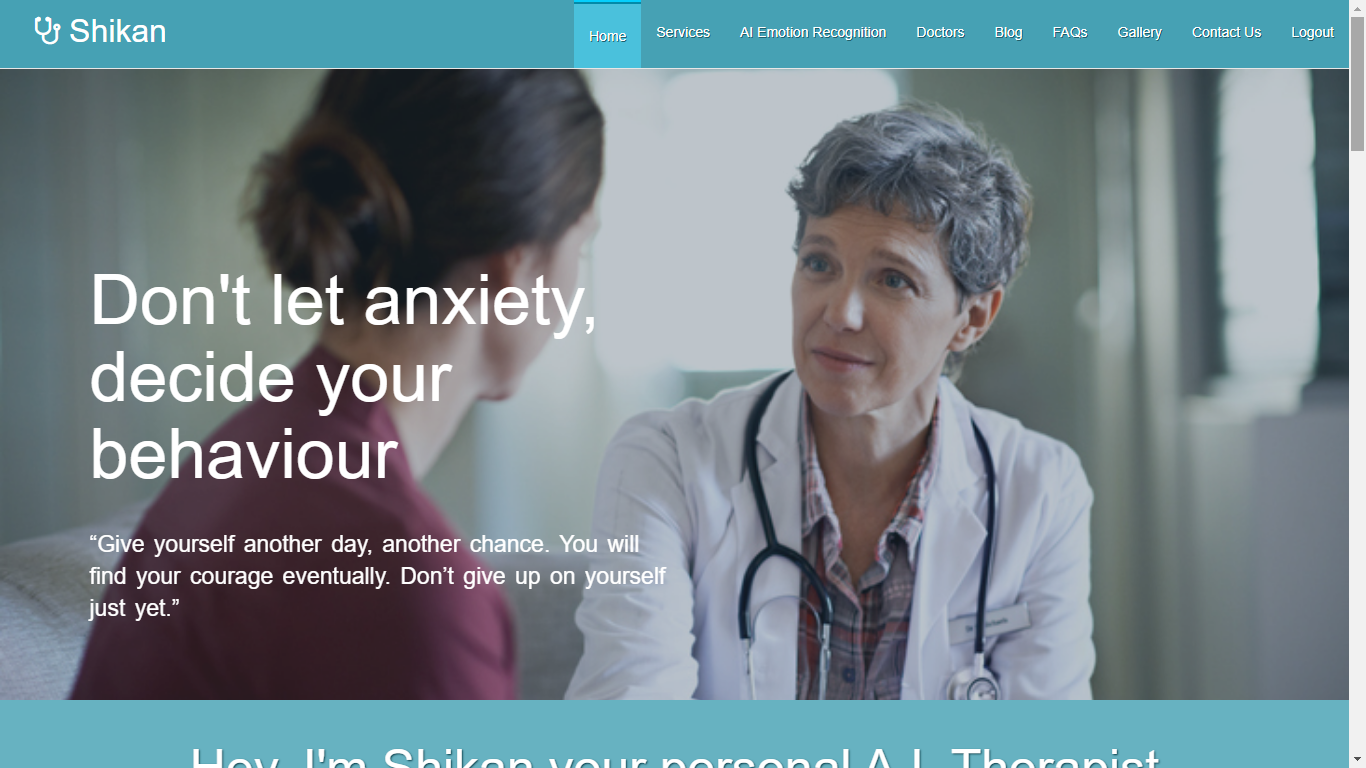 Shikan
Home Services AI Emotion Recognition Doctors Blog FAQs Gallery Contact Us Logout
Don't let anxiety,
decide your
behaviour
“Give yourself another day, another chance. You will
find your courage eventually. Don’t give up on yourself
just yet.”
Hey, I'm Shikan your personal A.I. Therapist